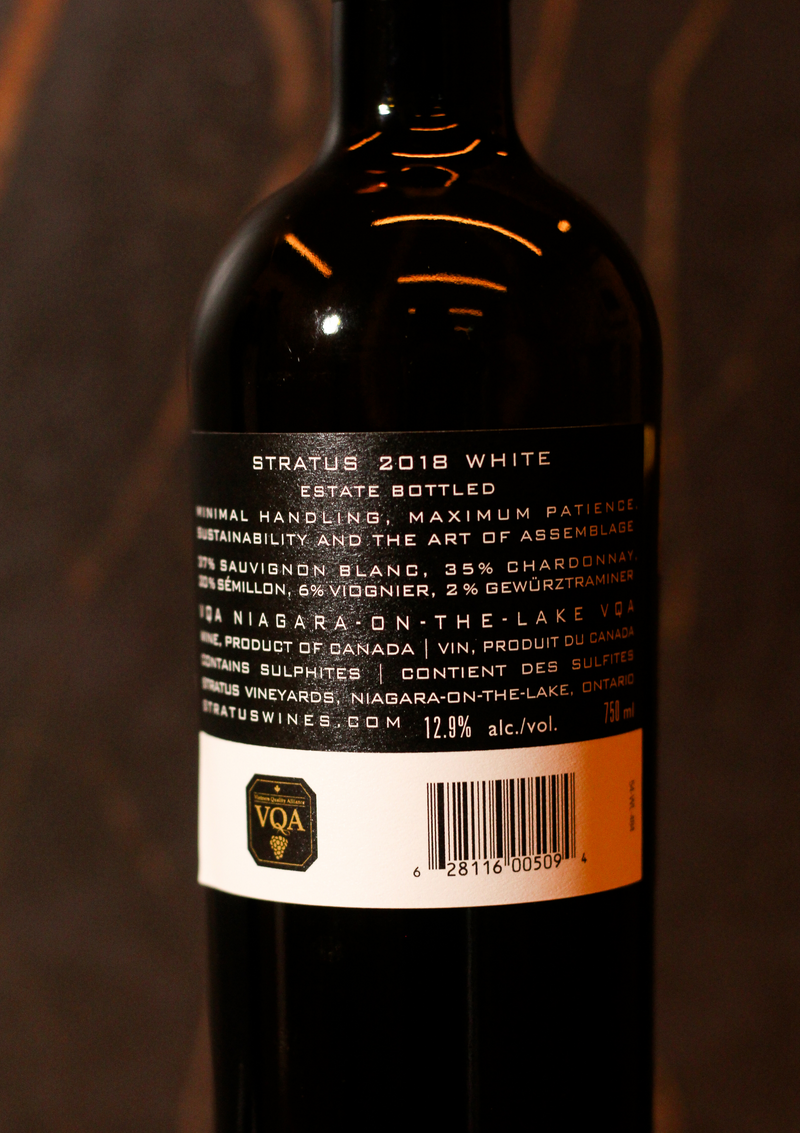 STRATUS 2018 WHITE
ESTATE BOTTLED
MINIMAL HANDLING, MAXIMUM PATIENCE,
SUSTAINABILITY AND THE ART OF ASSEMBLAGE
37% SAUVIGNON BLANC, 35% CHARDONNAY,
20% SÉMILLON, 6% VIOGNIER, 2% GEWÜRZTRAMINER
VQA NIAGARA-ON-THE-LAKE VQA
WINE, PRODUCT OF CANADA | VIN, PRODUIT DU CANADA
CONTAINS SULPHITES | CONTIENT DES SULFITES
STRATUS VINEYARDS, NIAGARA-ON-THE-LAKE, ONTARIO
STRATUSWINES.COM 12.9% alc./vol. 750 ml
Vintners Quality Alliance
VQA
6 28116 00509 4